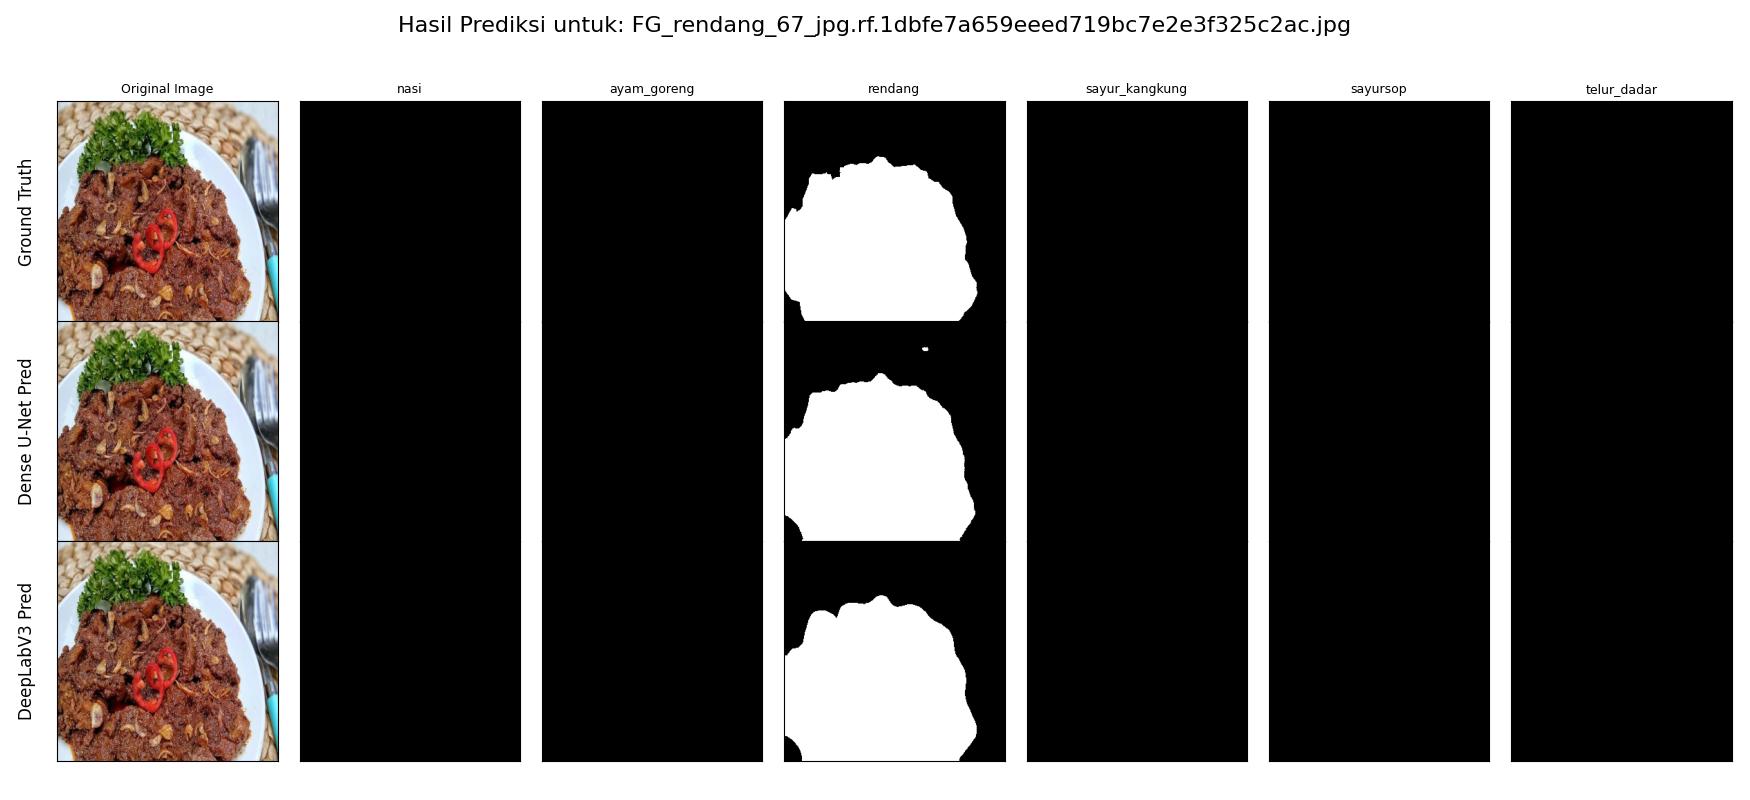 Hasil Prediksi untuk: FG_rendang_67_jpg.rf.1dbfe7a659eeed719bc7e2e3f325c2ac.jpg
Original Image
nasi
ayam_goreng
rendang
sayur_kangkung
sayursop
telur_dadar
Ground Truth
Dense U-Net Pred
DeepLabV3 Pred